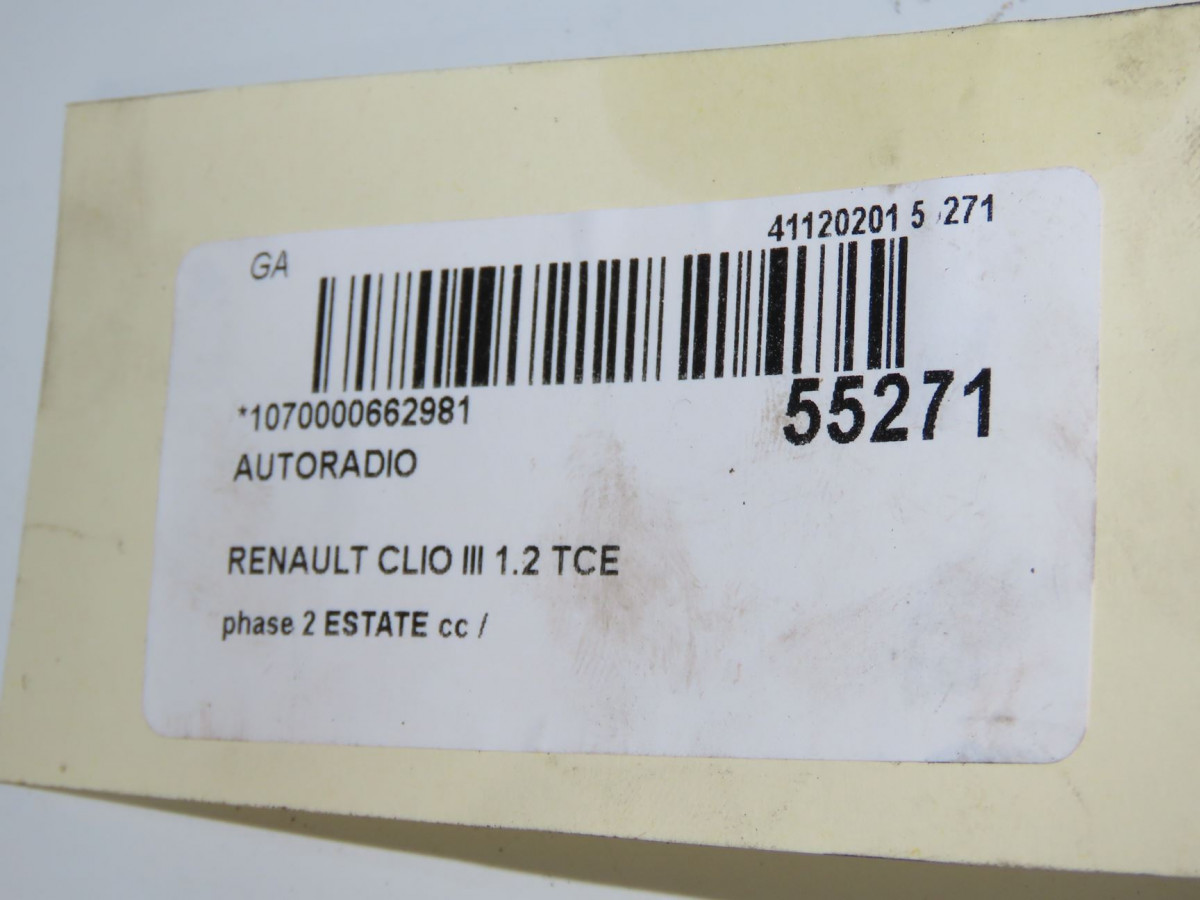 GA
41120201 5 271
*1070000662981
55271
AUTORADIO
RENAULT CLIO III 1.2 TCE
phase 2 ESTATE cc /